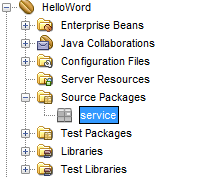 HelloWord
Enterprise Beans
Java Collaborations
Configuration Files
Server Resources
Source Packages
service
Test Packages
Libraries
Test Libraries